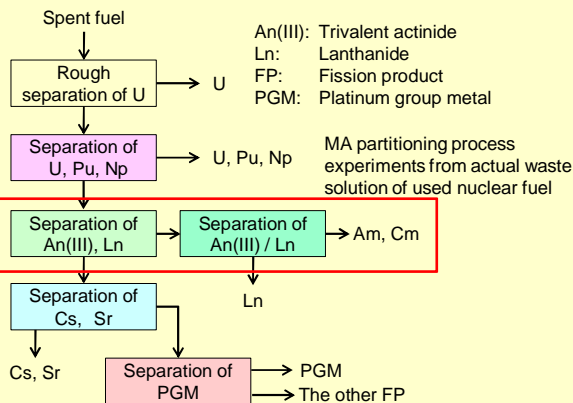 Spent fuel
An(III): Trivalent actinide
Ln: Lanthanide
FP: Fission product
PGM: Platinum group metal
Rough
separation of U
U
Separation of
U, Pu, Np
U, Pu, Np
MA partitioning process
experiments from actual waste
solution of used nuclear fuel
Separation of
An(III), Ln
Separation of
An(III) / Ln
Am, Cm
Ln
Separation of
Cs, Sr
Cs, Sr
Separation of
PGM
PGM
The other FP